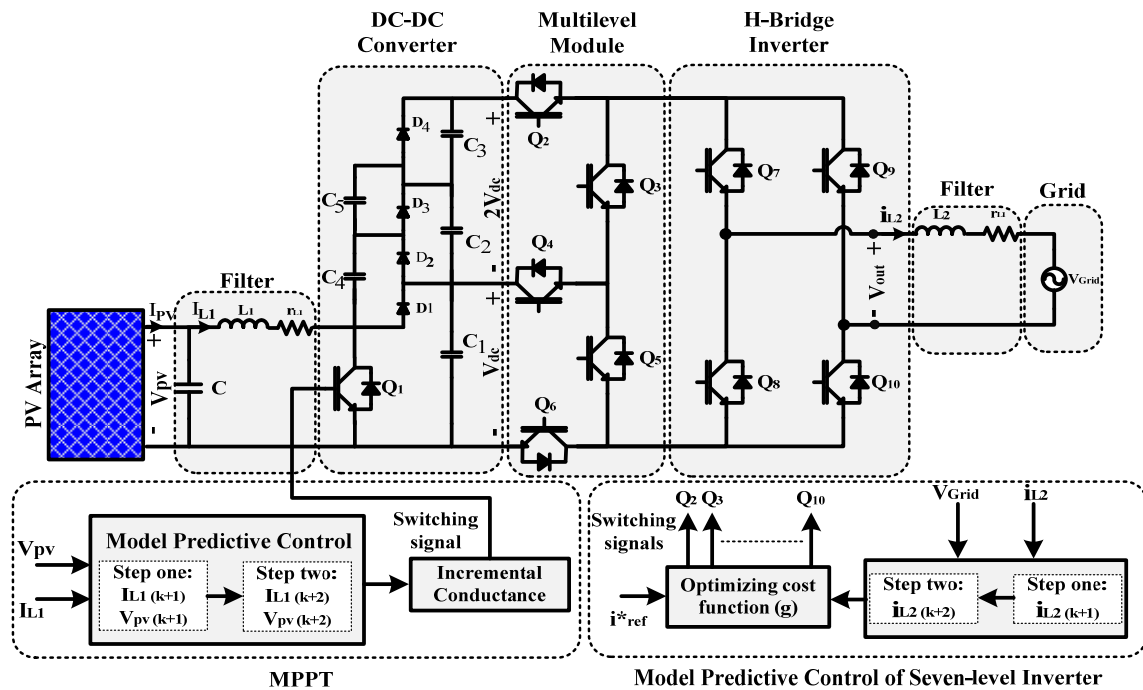 DC-DC
Converter
Multilevel
Module
H-Bridge
Inverter
Filter
Grid
Filter
PV Array
IPV
+
Vpv
-
C
IL1
L1
rL1
Q1
C4
C5
D4
D3
D2
D1
C3
C2
C1
+
2Vdc
-
+
Vdc
-
Q2
Q3
Q4
Q5
Q6
Q7
Q8
Q9
Q10
iL2
+
Vout
-
L2
rL1
VGrid
Vpv
IL1
Model Predictive Control
Step one:
IL1 (k+1)
Vpv (k+1)
Step two:
IL1 (k+2)
Vpv (k+2)
Switching
signal
Incremental
Conductance
MPPT
Switching
signals
Q2 Q3 Q10
VGrid
iL2
i*ref
Optimizing cost
function (g)
Step two:
iL2 (k+2)
Step one:
iL2 (k+1)
Model Predictive Control of Seven-level Inverter